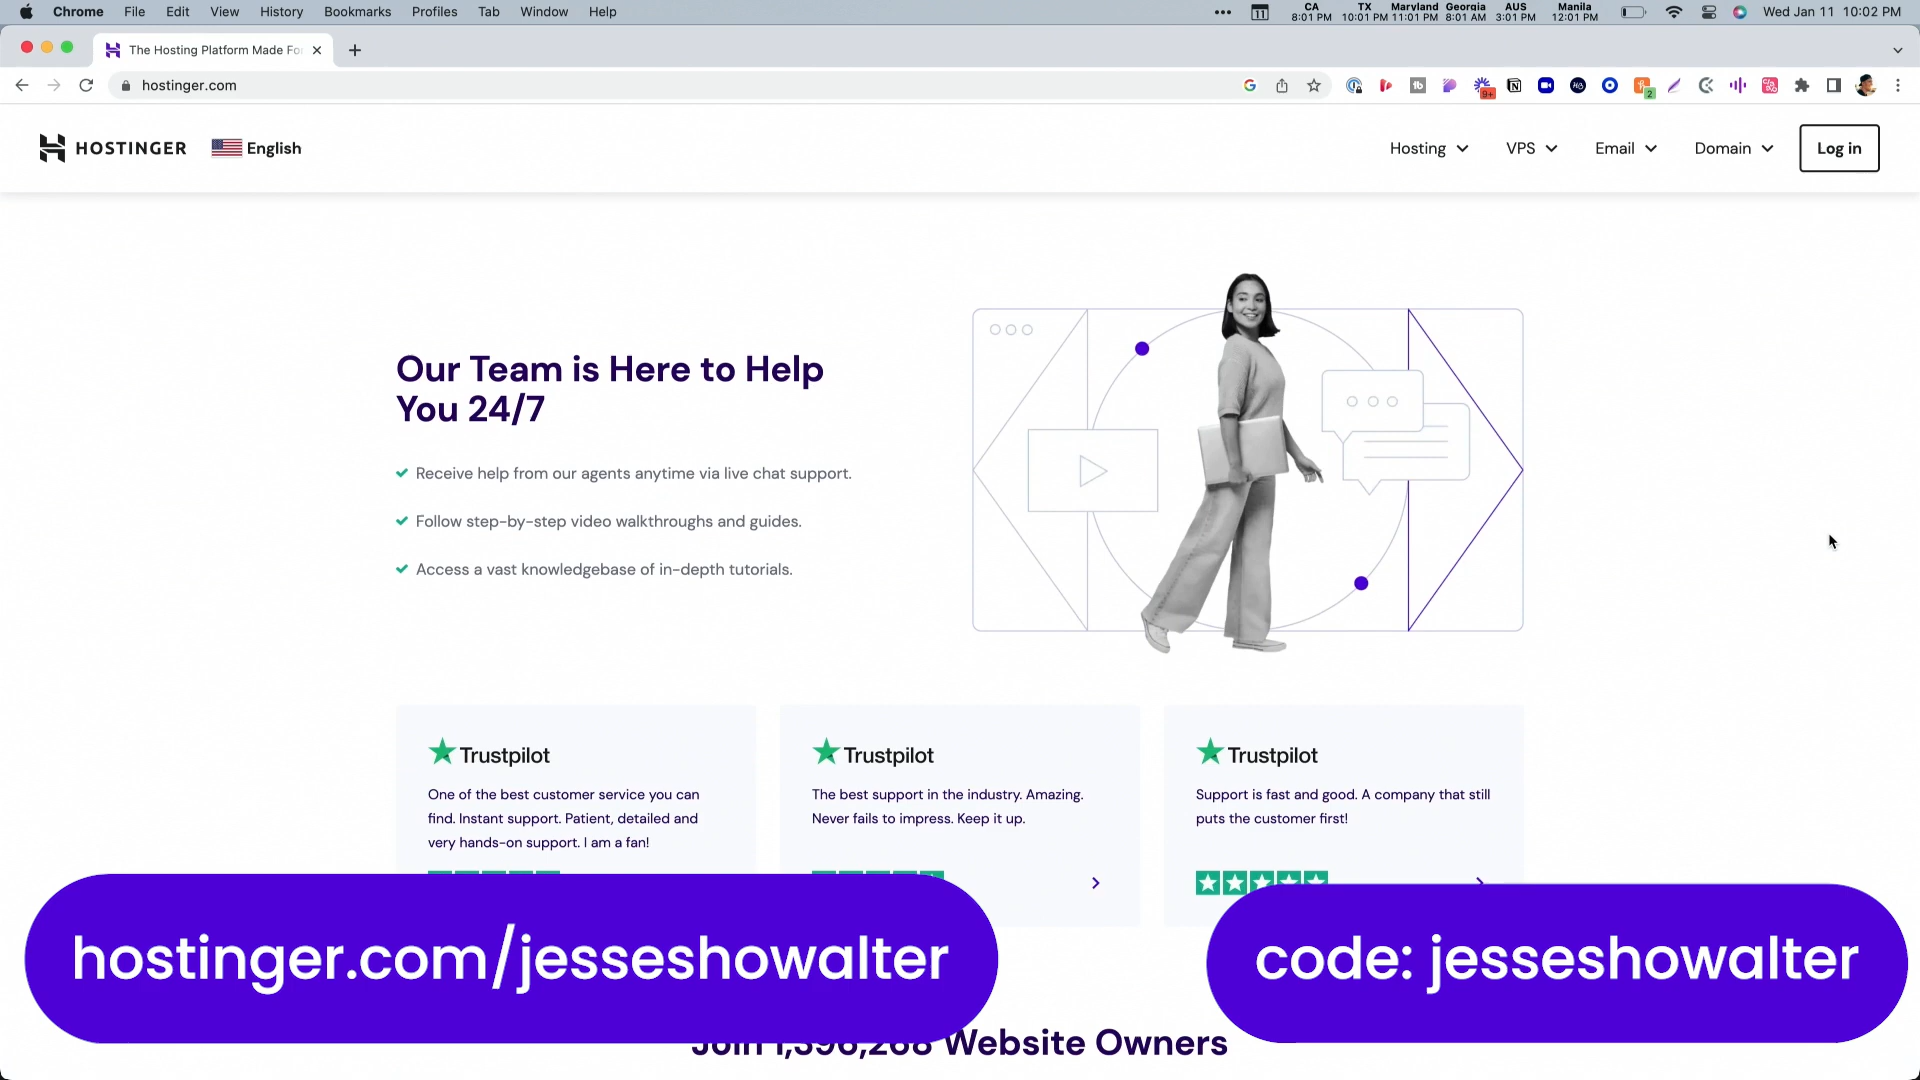 Chrome File Edit View History Bookmarks Profiles Tab Window Help
11
CA 8:01 PM
TX 10:01 PM
Maryland 11:01 PM
Georgia 8:01 AM
AUS 3:01 PM
Manila 12:01 PM
Wed Jan 11 10:02 PM
The Hosting Platform Made Fo
hostinger.com
9+
2
HOSTINGER
English
Hosting
VPS
Email
Domain
Log in
Our Team is Here to Help
You 24/7
Receive help from our agents anytime via live chat support.
Follow step-by-step video walkthroughs and guides.
Access a vast knowledgebase of in-depth tutorials.
Trustpilot
One of the best customer service you can
find. Instant support. Patient, detailed and
very hands-on support. I am a fan!
Trustpilot
The best support in the industry. Amazing.
Never fails to impress. Keep it up.
Trustpilot
Support is fast and good. A company that still
puts the customer first!
hostinger.com/jesseshowalter
code: jesseshowalter
Join 1,396,268 Website Owners